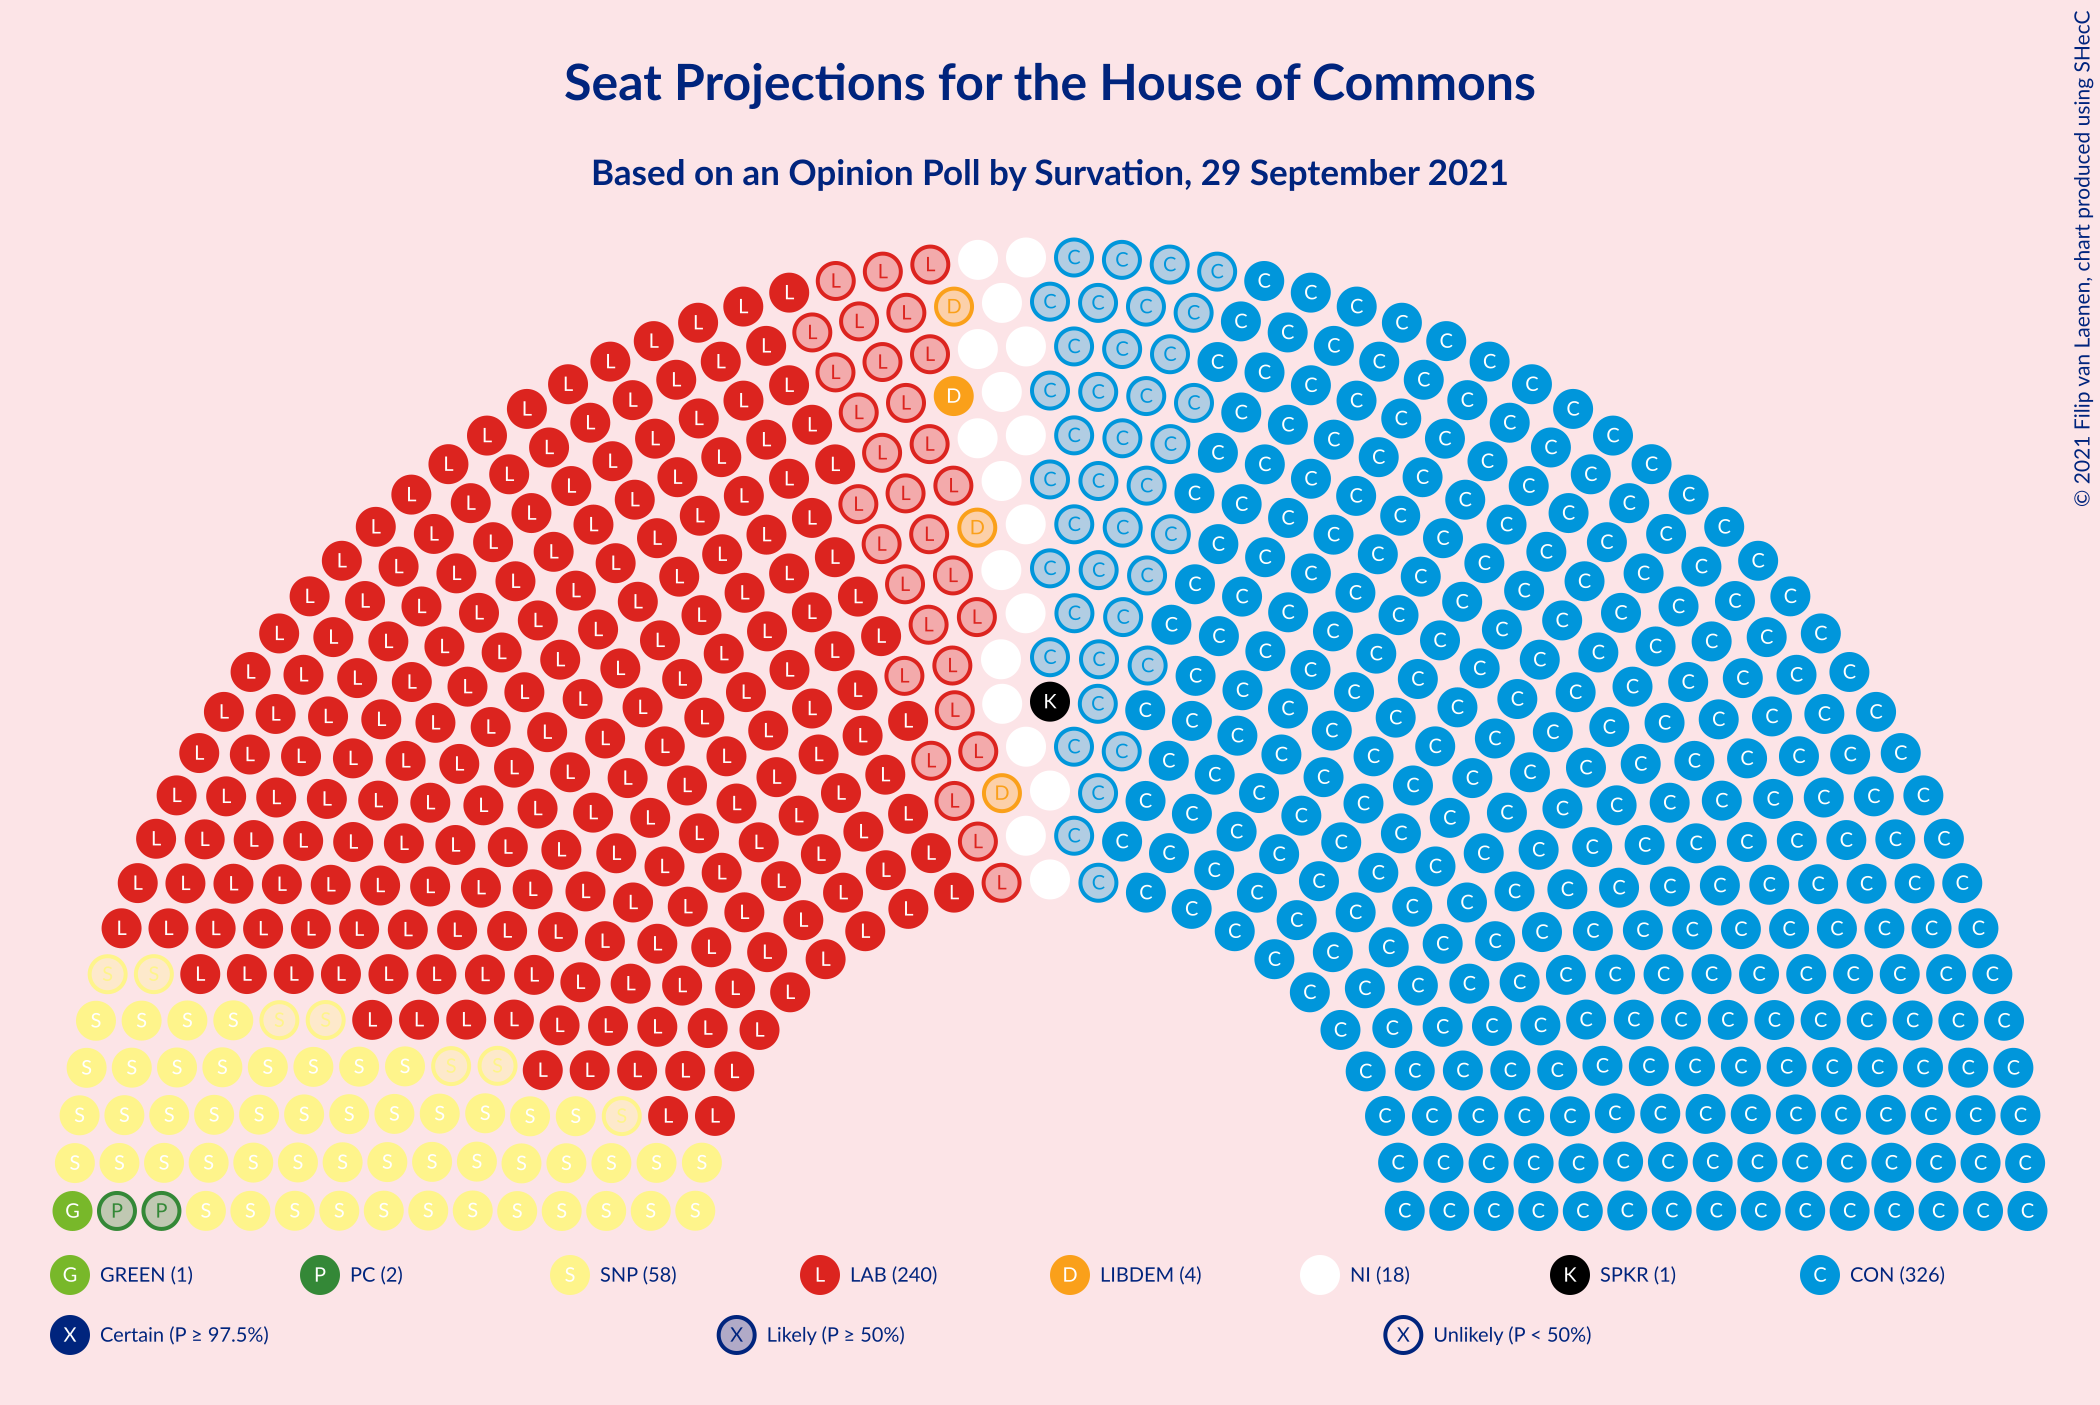 Seat Projections for the House of Commons
Based on an Opinion Poll by Survation, 29 September 2021
© 2021 Filip van Laenen, chart produced using SHecC
G GREEN (1) P PC (2) S SNP (58) L LAB (240) D LIBDEM (4) NI (18) K SPKR (1) C CON (326)
X Certain (P ≥ 97.5%) X Likely (P ≥ 50%) X Unlikely (P < 50%)